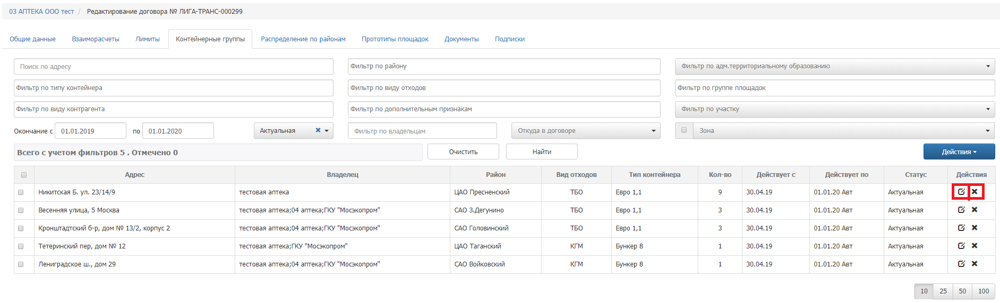 03 АПТЕКА ООО тест / Редактирование договора № ЛИГА-ТРАНС-000299
Общие данные Взаиморасчеты Лимиты Контейнерные группы Распределение по районам Прототипы площадок Документы Подписки
Поиск по адресу Фильтр по району Фильтр по адм.территориальному образованию
Фильтр по типу контейнера Фильтр по виду отходов Фильтр по группе площадок
Фильтр по виду контрагента Фильтр по дополнительным признакам Фильтр по участку
Окончание с 01.01.2019 по 01.01.2020 Актуальная Фильтр по владельцам Откуда в договоре Зона
Всего с учетом фильтров 5 . Отмечено 0 Очистить Найти Действия
Адрес Владелец Район Вид отходов Тип контейнера Кол-во Действует с Действует по Статус Действия
Никитская Б. ул. 23/14/9 тестовая аптека ЦАО Пресненский ТБО Евро 1,1 9 30.04.19 01.01.20 Авт Актуальная
Весенняя улица, 5 Москва тестовая аптека;04 аптека;ГКУ "Мосэкопром" САО З.Дегунино ТБО Евро 1,1 3 30.04.19 01.01.20 Авт Актуальная
Кронштадтский б-р, дом № 13/2, корпус 2 тестовая аптека;04 аптека;ГКУ "Мосэкопром" САО Головинский ТБО Евро 1,1 3 30.04.19 01.01.20 Авт Актуальная
Тетеринский пер, дом № 12 тестовая аптека;ГКУ "Мосэкопром" ЦАО Таганский КГМ Бункер 8 1 30.04.19 01.01.20 Авт Актуальная
Лениградское ш., дом 29 тестовая аптека;04 аптека;ГКУ "Мосэкопром" САО Войковский КГМ Бункер 8 1 30.04.19 01.01.20 Авт Актуальная
10 25 50 100